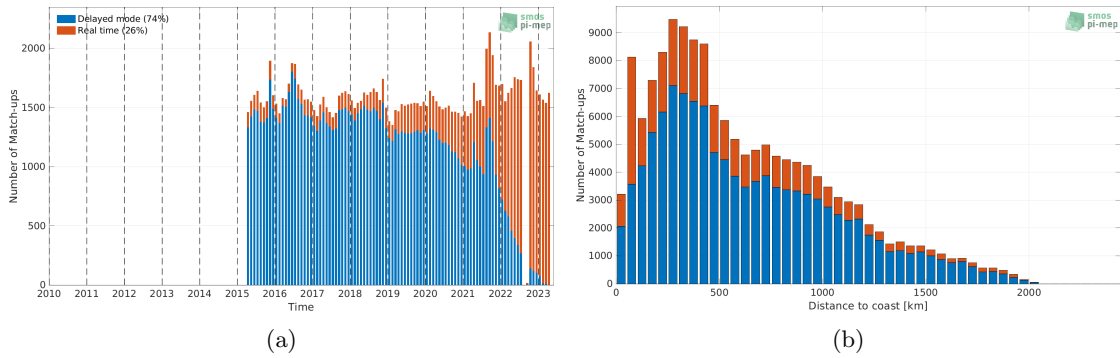 Delayed mode (74%)
Real time (26%)
smos
pi-mep
2000
1500
1000
500
0
Number of Match-ups
2010 2011 2012 2013 2014 2015 2016 2017 2018 2019 2020 2021 2022 2023
Time
(a)
smos
pi-mep
9000
8000
7000
6000
5000
4000
3000
2000
1000
0
Number of Match-ups
0 500 1000 1500 2000
Distance to coast [km]
(b)